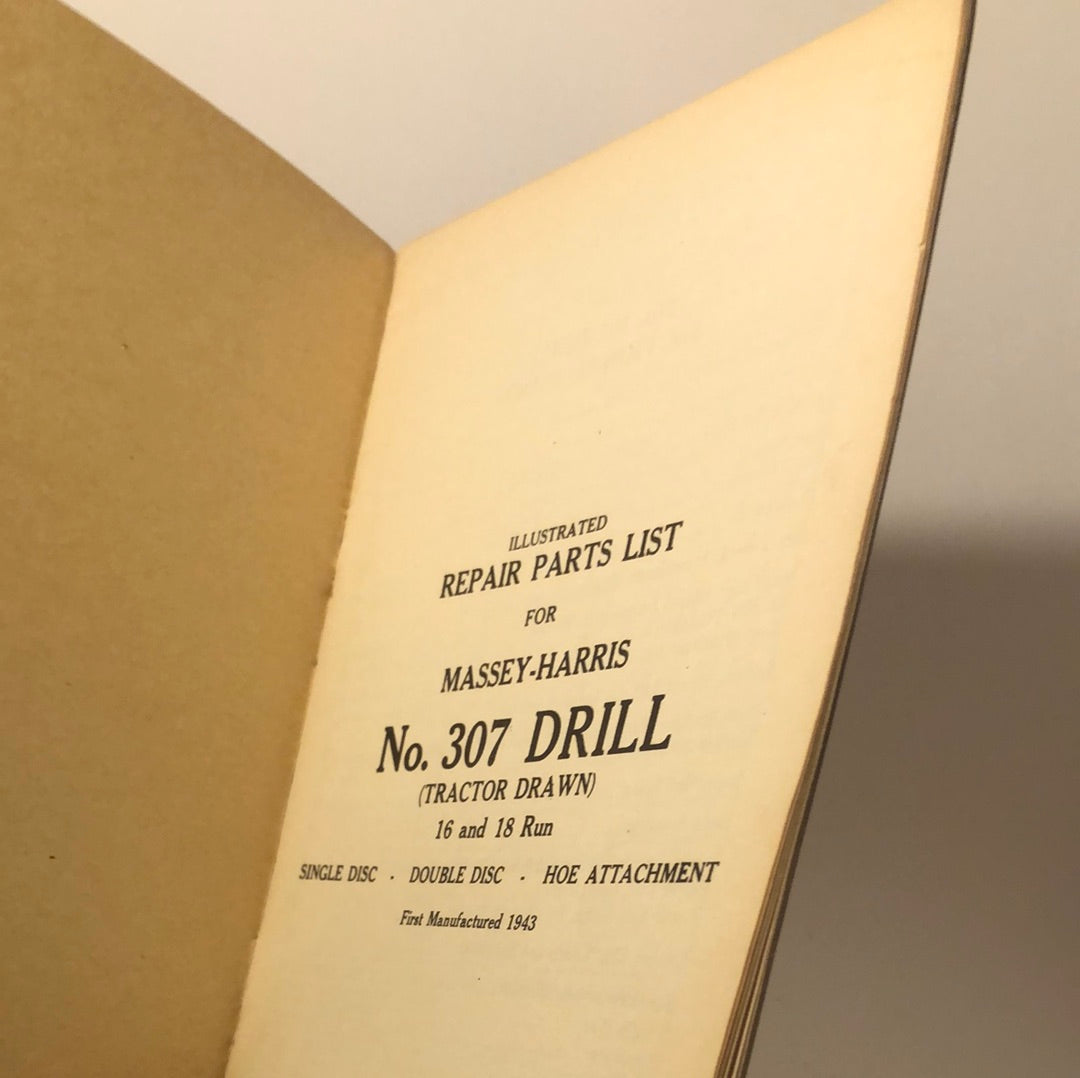 ILLUSTRATED
REPAIR PARTS LIST
FOR
MASSEY-HARRIS
No. 307 DRILL
(TRACTOR DRAWN)
16 and 18 Run
SINGLE DISC . DOUBLE DISC . HOE ATTACHMENT
First Manufactured 1943